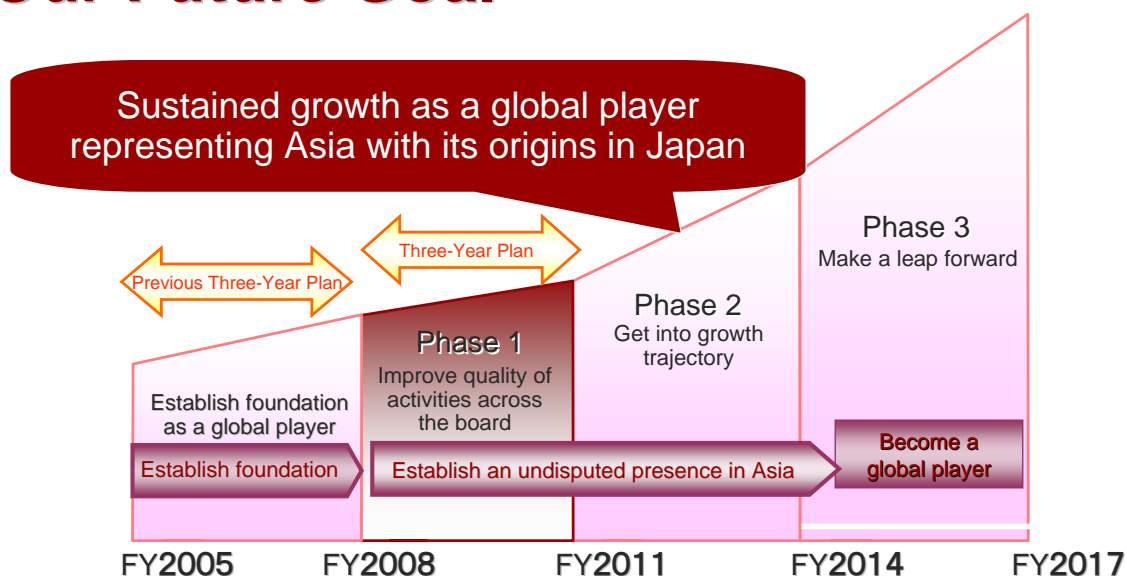 Our Future Goal
Sustained growth as a global player
representing Asia with its origins in Japan
Previous Three-Year Plan
Three-Year Plan
Establish foundation
as a global player
Establish foundation
Phase 1
Improve quality of
activities across
the board
Establish an undisputed presence in Asia
Phase 2
Get into growth
trajectory
Phase 3
Make a leap forward
Become a
global player
FY2005 FY2008 FY2011 FY2014 FY2017